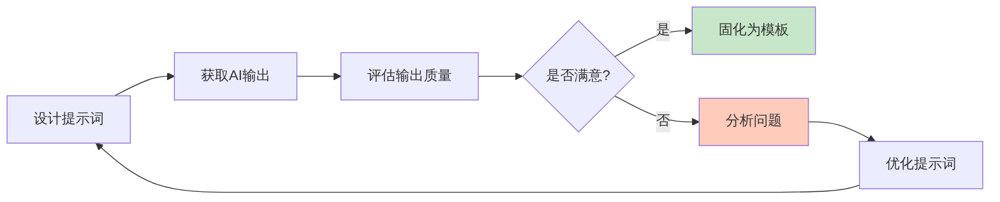 设计提示词
获取AI输出
评估输出质量
是否满意?
是
固化为模板
否
分析问题
优化提示词